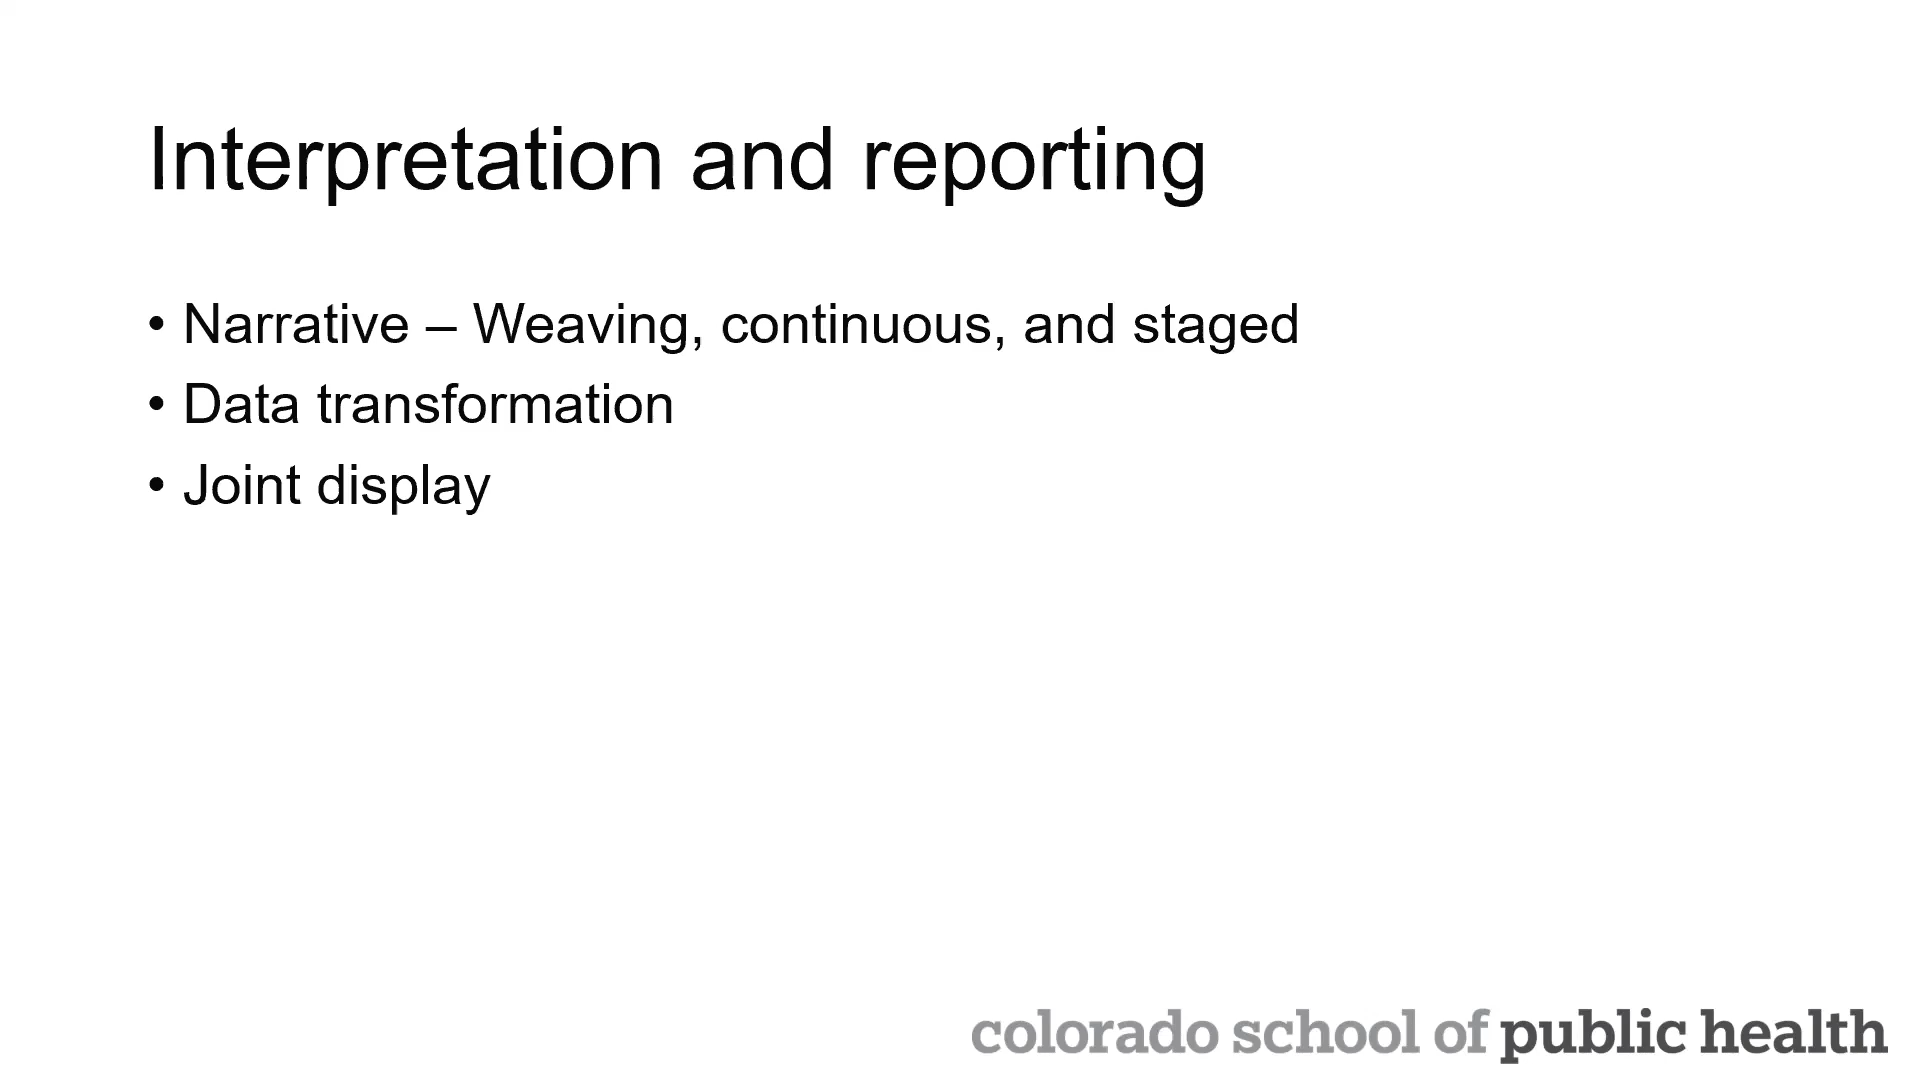 Interpretation and reporting
• Narrative – Weaving, continuous, and staged
• Data transformation
• Joint display
colorado school of public health